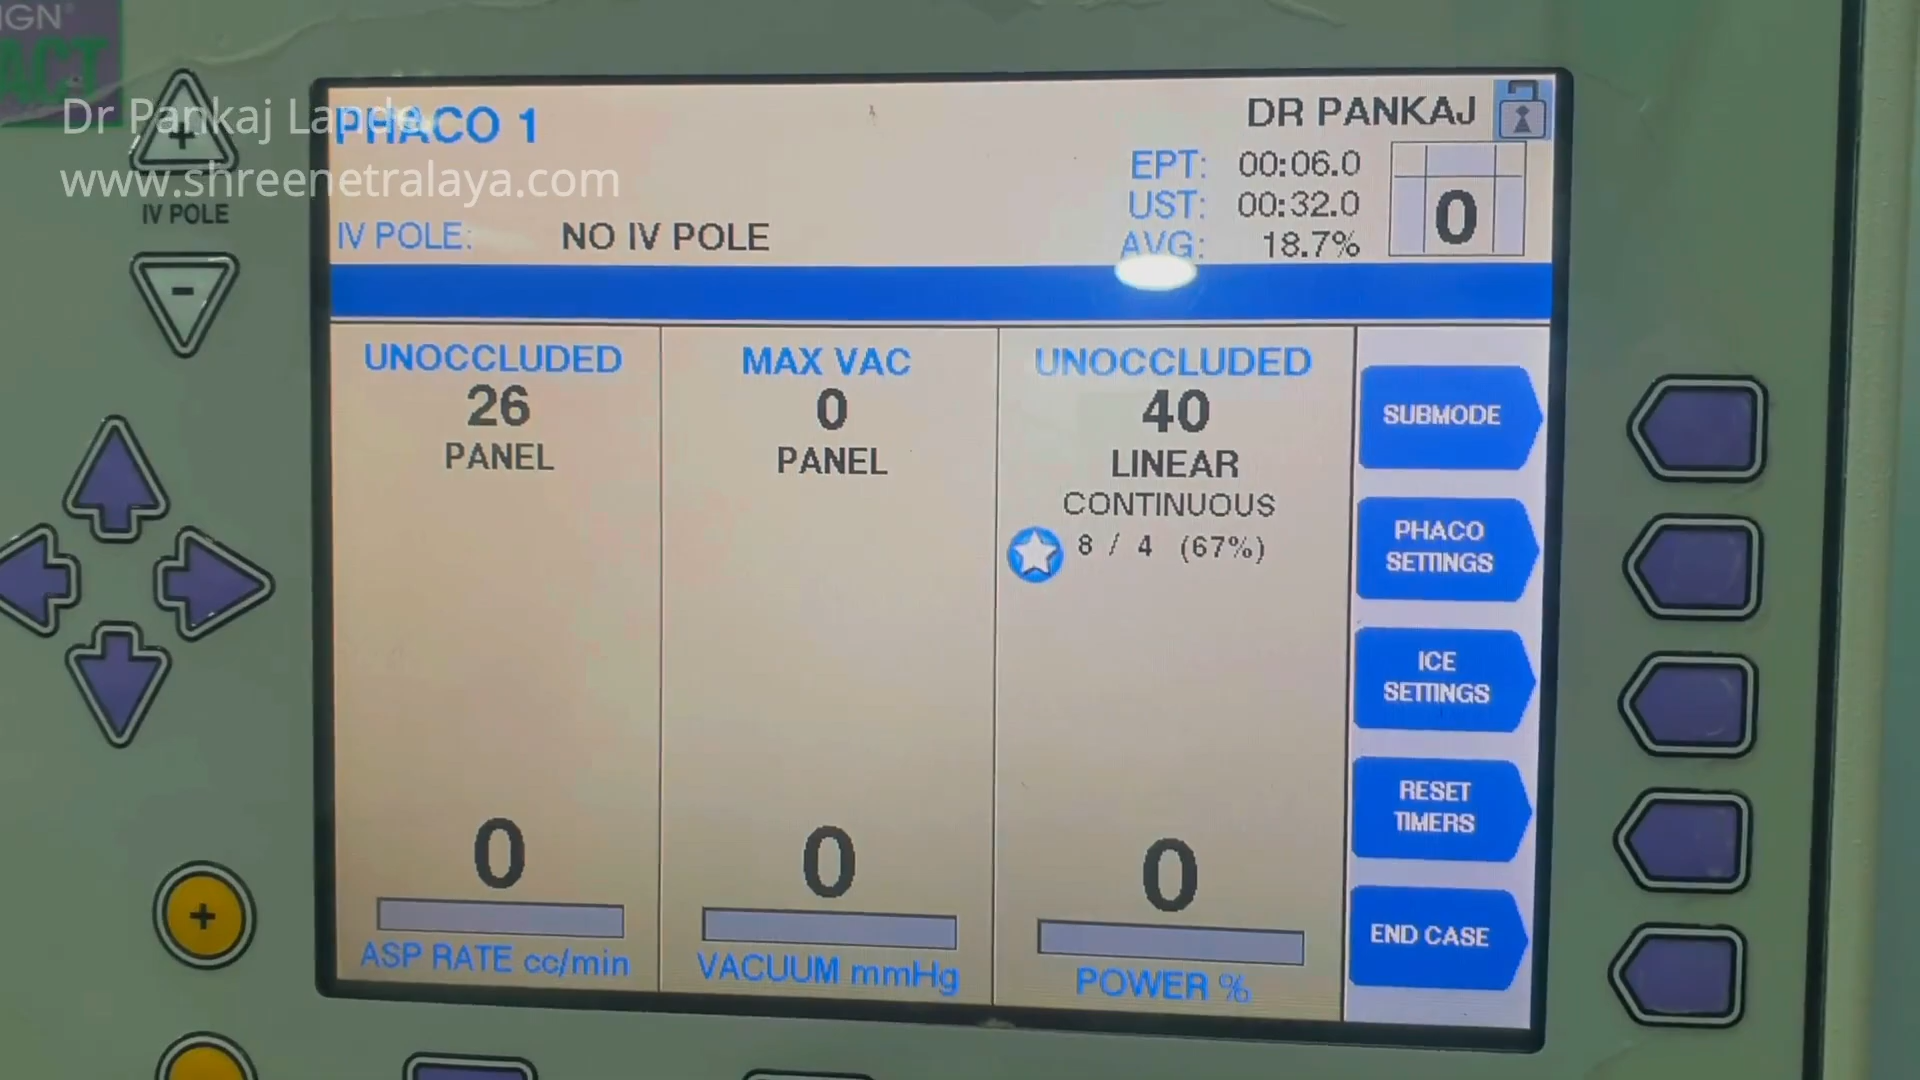 IGN®
ACT
Dr Pankaj Lande
www.shreenetralaya.com
+
IV POLE
-
PHACO 1
DR PANKAJ
EPT: 00:06.0
UST: 00:32.0
AVG: 18.7%
0
IV POLE: NO IV POLE
UNOCCLUDED
26
PANEL
0
ASP RATE cc/min
MAX VAC
0
PANEL
0
VACUUM mmHg
UNOCCLUDED
40
LINEAR
CONTINUOUS
8 / 4 (67%)
0
POWER %
SUBMODE
PHACO
SETTINGS
ICE
SETTINGS
RESET
TIMERS
END CASE
+